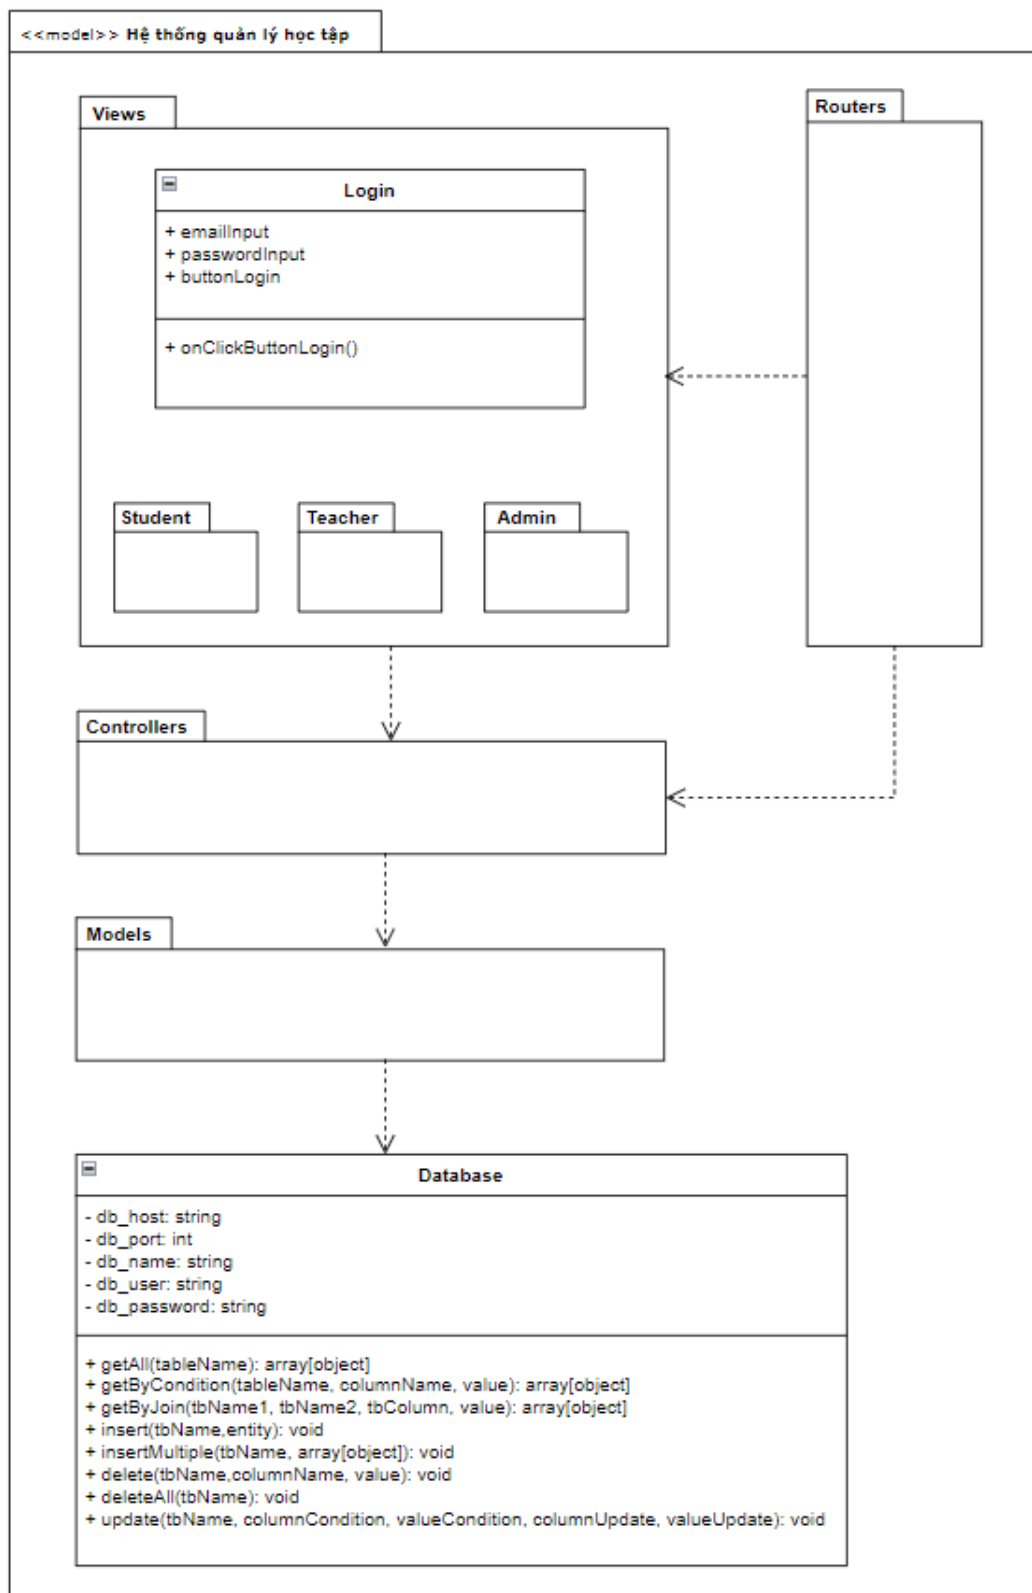 <<model>> Hệ thống quản lý học tập
Views
Routers
Login
+ emailInput
+ passwordInput
+ buttonLogin
+ onClickButtonLogin()
Student
Teacher
Admin
Controllers
Models
Database
- db_host: string
- db_port: int
- db_name: string
- db_user: string
- db_password: string
+ getAll(tableName): array[object]
+ getByCondition(tableName, columnName, value): array[object]
+ getByJoin(tbName1, tbName2, tbColumn, value): array[object]
+ insert(tbName,entity): void
+ insertMultiple(tbName, array[object]): void
+ delete(tbName,columnName, value): void
+ deleteAll(tbName): void
+ update(tbName, columnCondition, valueCondition, columnUpdate, valueUpdate): void